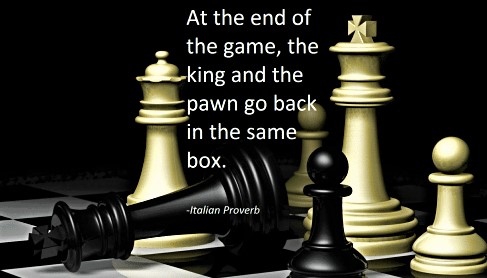 At the end of
the game, the
king and the
pawn go back
in the same
box.
-Italian Proverb